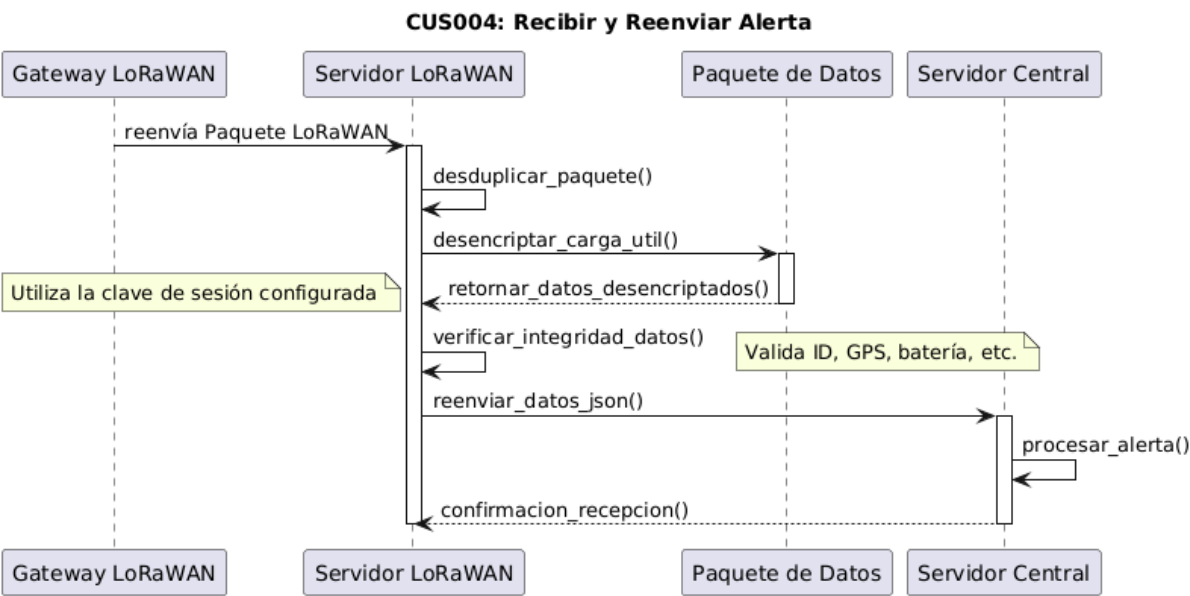 CUS004: Recibir y Reenviar Alerta
Gateway LoRaWAN
Servidor LoRaWAN
Paquete de Datos
Servidor Central
reenvía Paquete LoRaWAN
desduplicar_paquete()
desencriptar_carga_util()
Utiliza la clave de sesión configurada
retornar_datos_desencriptados()
verificar_integridad_datos()
Valida ID, GPS, batería, etc.
reenviar_datos_json()
procesar_alerta()
confirmacion_recepcion()
Gateway LoRaWAN
Servidor LoRaWAN
Paquete de Datos
Servidor Central